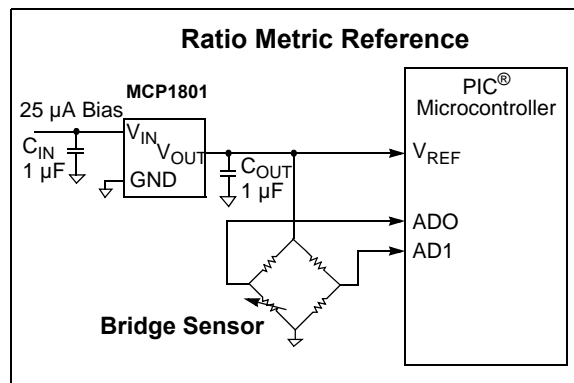 Ratio Metric Reference
PIC®
Microcontroller
MCP1801
25 µA Bias
VIN
VOUT
CIN
1 µF
GND
COUT
1 µF
VREF
ADO
AD1
Bridge Sensor